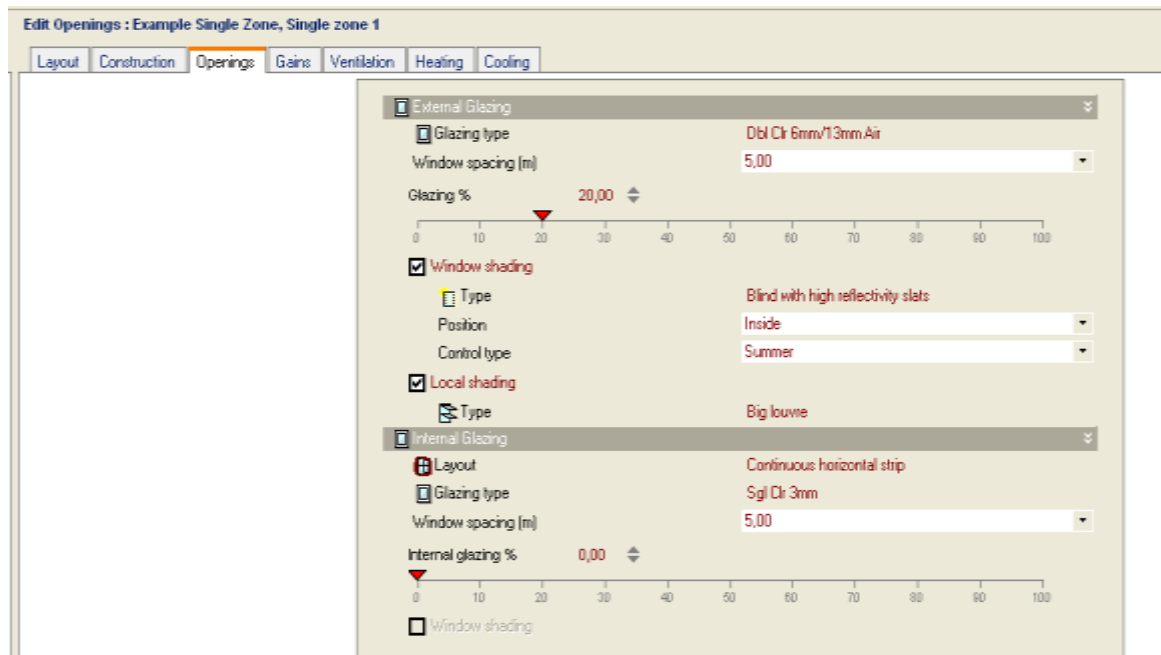 Edit Openings : Example Single Zone, Single zone 1
Layout Construction Openings Gains Ventilation Heating Cooling
External Glazing
Glazing type Dbl Clr 6mm/13mm Air
Window spacing (m) 5,00
Glazing % 20,00
0 10 20 30 40 50 60 70 80 90 100
Window shading
Type Blind with high reflectivity slats
Position Inside
Control type Summer
Local shading
Type Big louvre
Internal Glazing
Layout Continuous horizontal strip
Glazing type Sgl Clr 3mm
Window spacing (m) 5,00
Internal glazing % 0,00
0 10 20 30 40 50 60 70 80 90 100
Window shading